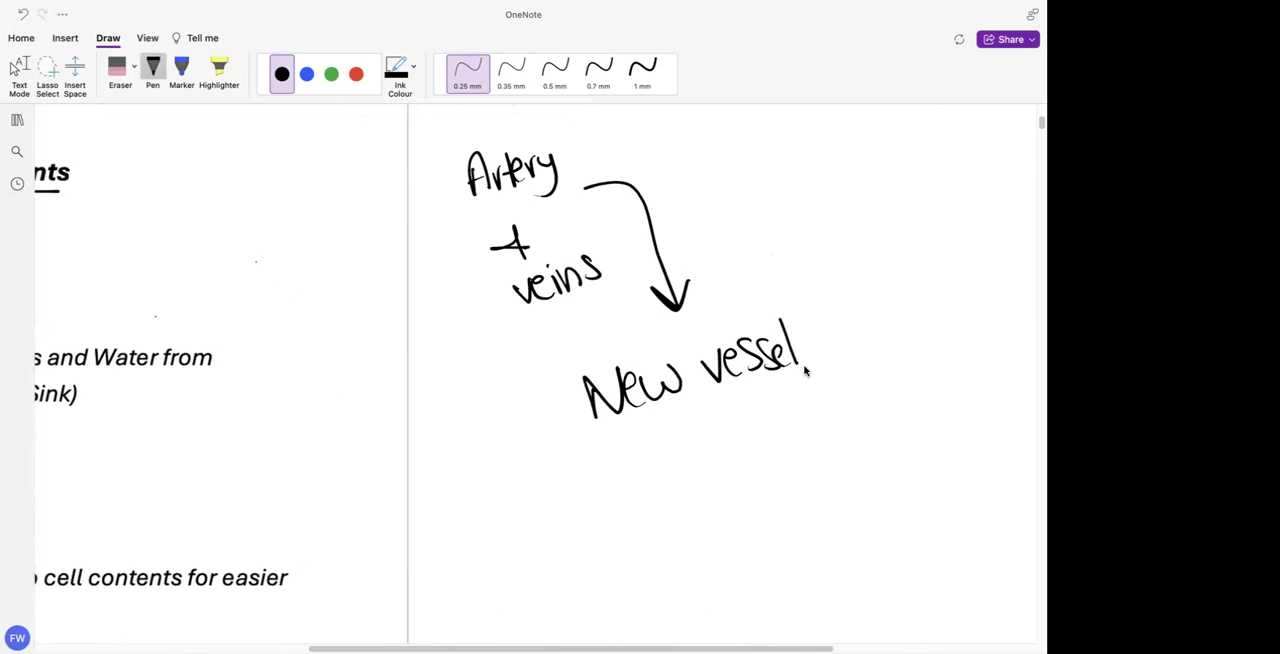 OneNote
Home Insert Draw View Tell me
Share
Text Mode
Lasso Select
Insert Space
Eraser
Pen
Marker
Highlighter
Ink Colour
0.25 mm
0.35 mm
0.5 mm
0.7 mm
1 mm
nts
s and Water from
Sink)
cell contents for easier
Artery
+
veins
New vessel
FW